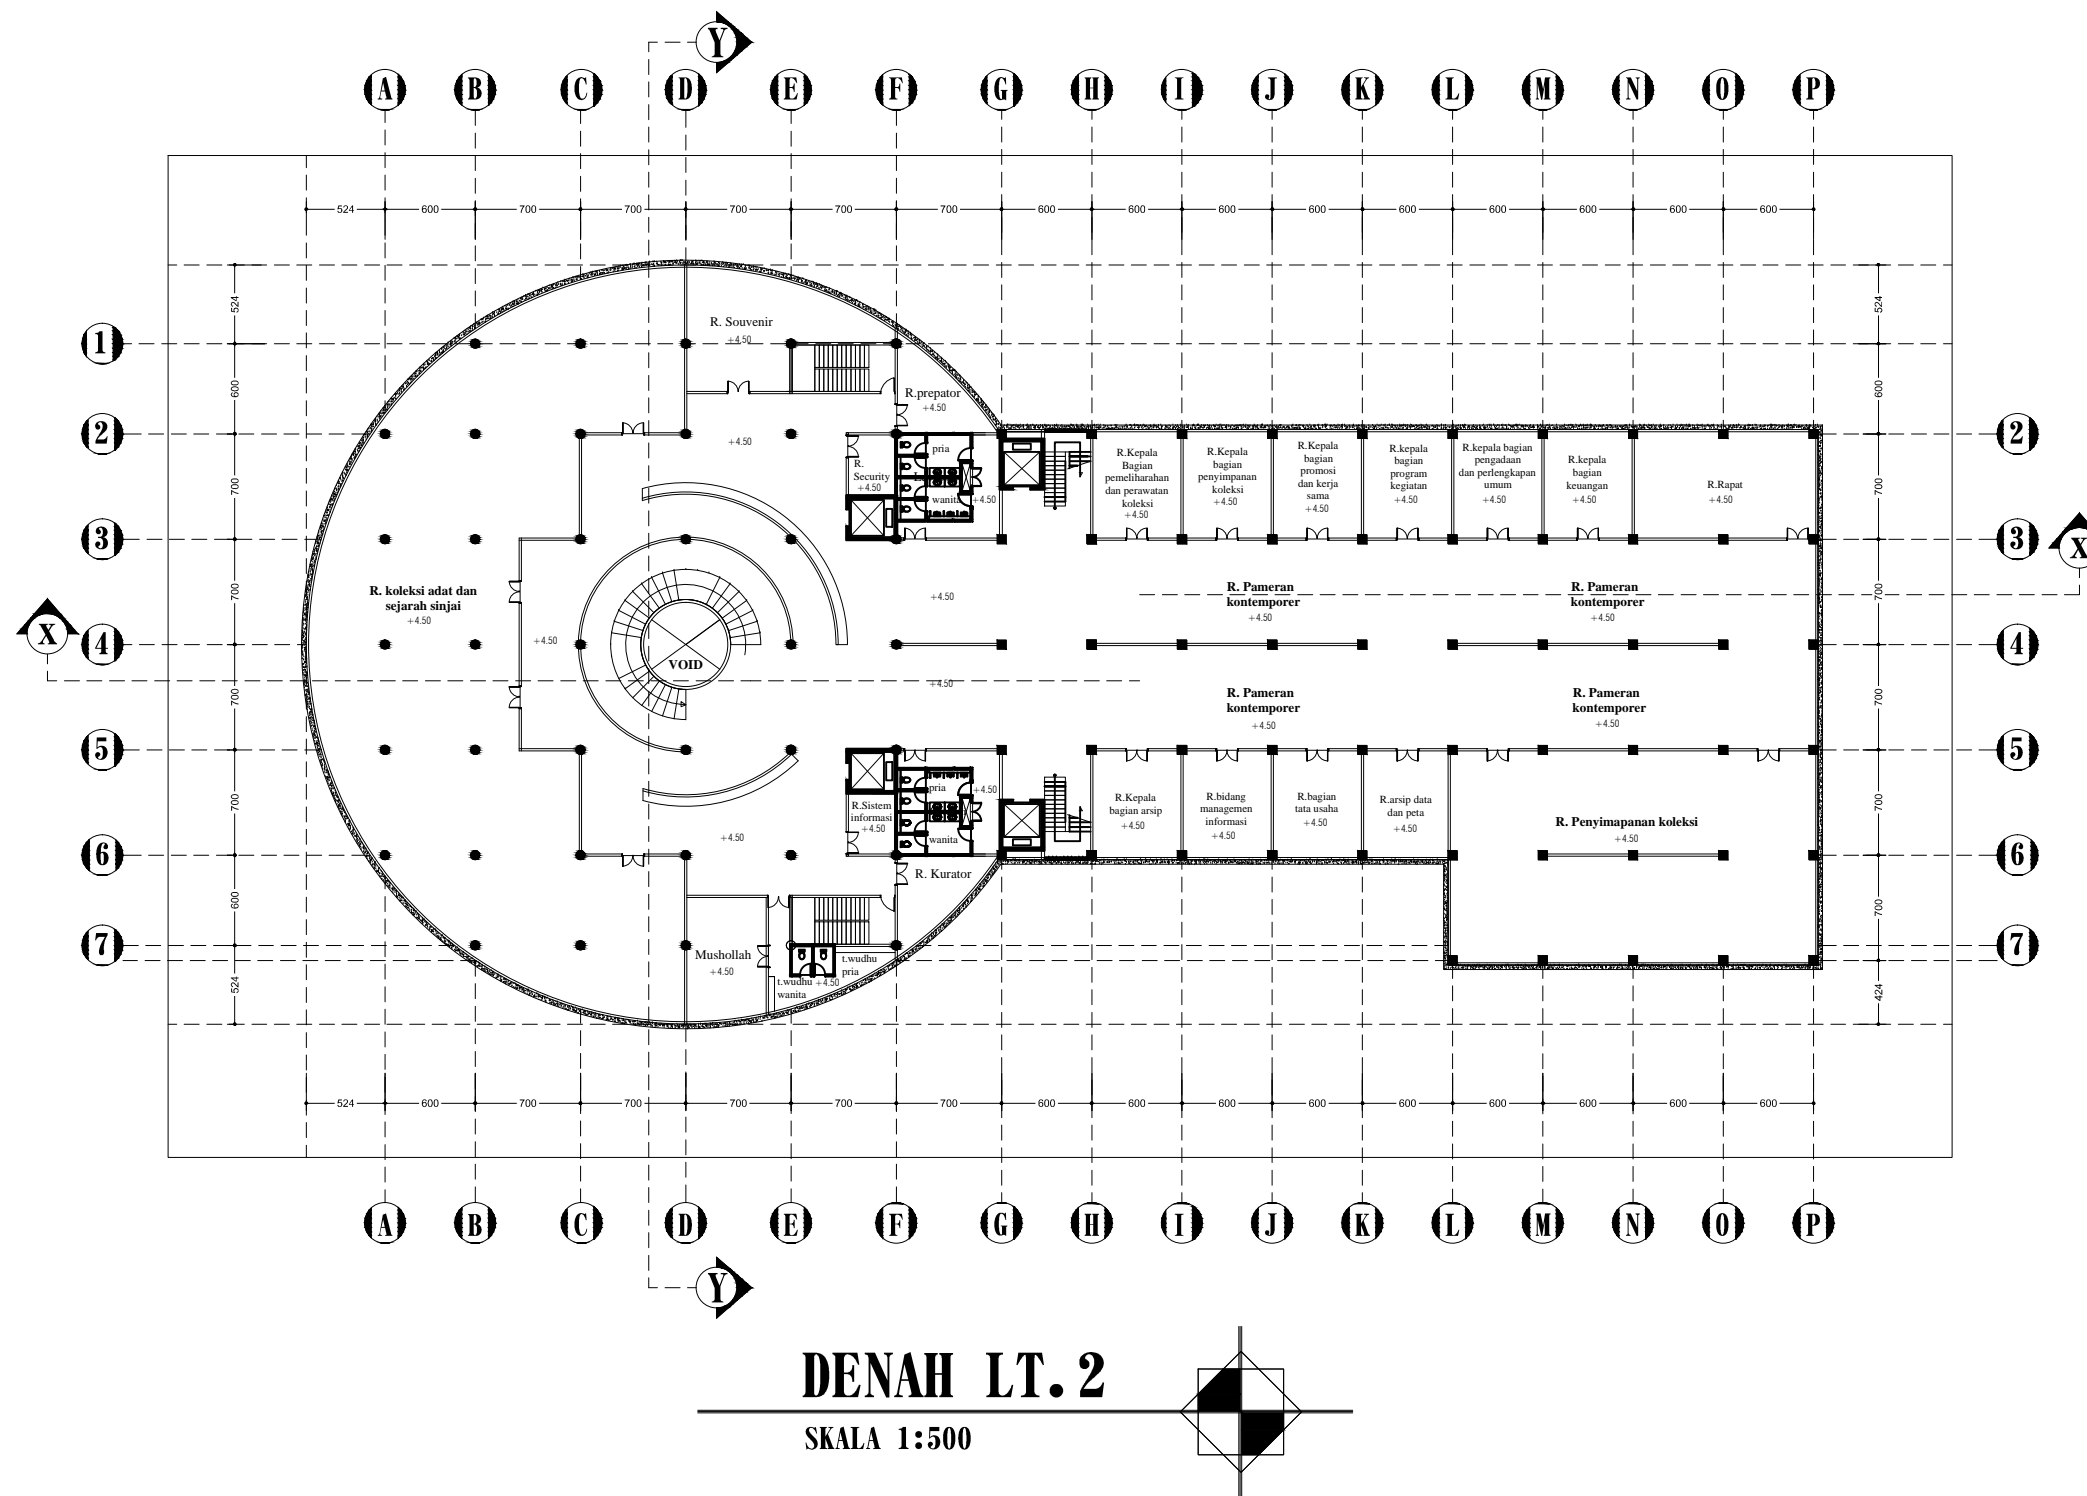 Y
A B C D E F G H I J K L M N O P
524 600 700 700 700 700 700 600 600 600 600 600 600 600 600 600
524
524
R. Souvenir
+4.50
1
600
600
R.prepator
+4.50
2
2
+4.50
pria
R.
Security
+4.50
wanita
+4.50
R.Kepala
Bagian
pemeliharahan
dan perawatan
koleksi
+4.50
R.Kepala
bagian
penyimpanan
koleksi
+4.50
R.Kepala
bagian
promosi
dan kerja
sama
+4.50
R.kepala
bagian
program
kegiatan
+4.50
R.kepala bagian
pengadaan
dan perlengkapan
umum
+4.50
R.kepala
bagian
keuangan
+4.50
R.Rapat
+4.50
700
700
3
3
X
R. koleksi adat dan
sejarah sinjai
+4.50
+4.50
+4.50
R. Pameran
kontemporer
+4.50
R. Pameran
kontemporer
+4.50
700
700
X
4
4
VOID
+4.50
R. Pameran
kontemporer
+4.50
R. Pameran
kontemporer
+4.50
700
700
5
5
pria
+4.50
R.Sistem
informasi
+4.50
wanita
+4.50
R.Kepala
bagian arsip
+4.50
R.bidang
managemen
informasi
+4.50
R.bagian
tata usaha
+4.50
R.arsip data
dan peta
+4.50
R. Penyimapanan koleksi
+4.50
700
700
6
6
R. Kurator
600
700
7
7
Mushollah
+4.50
t.wudhu
pria
t.wudhu
wanita
+4.50
524
424
524 600 700 700 700 700 700 600 600 600 600 600 600 600 600 600
A B C D E F G H I J K L M N O P
Y
DENAH LT.2
SKALA 1:500